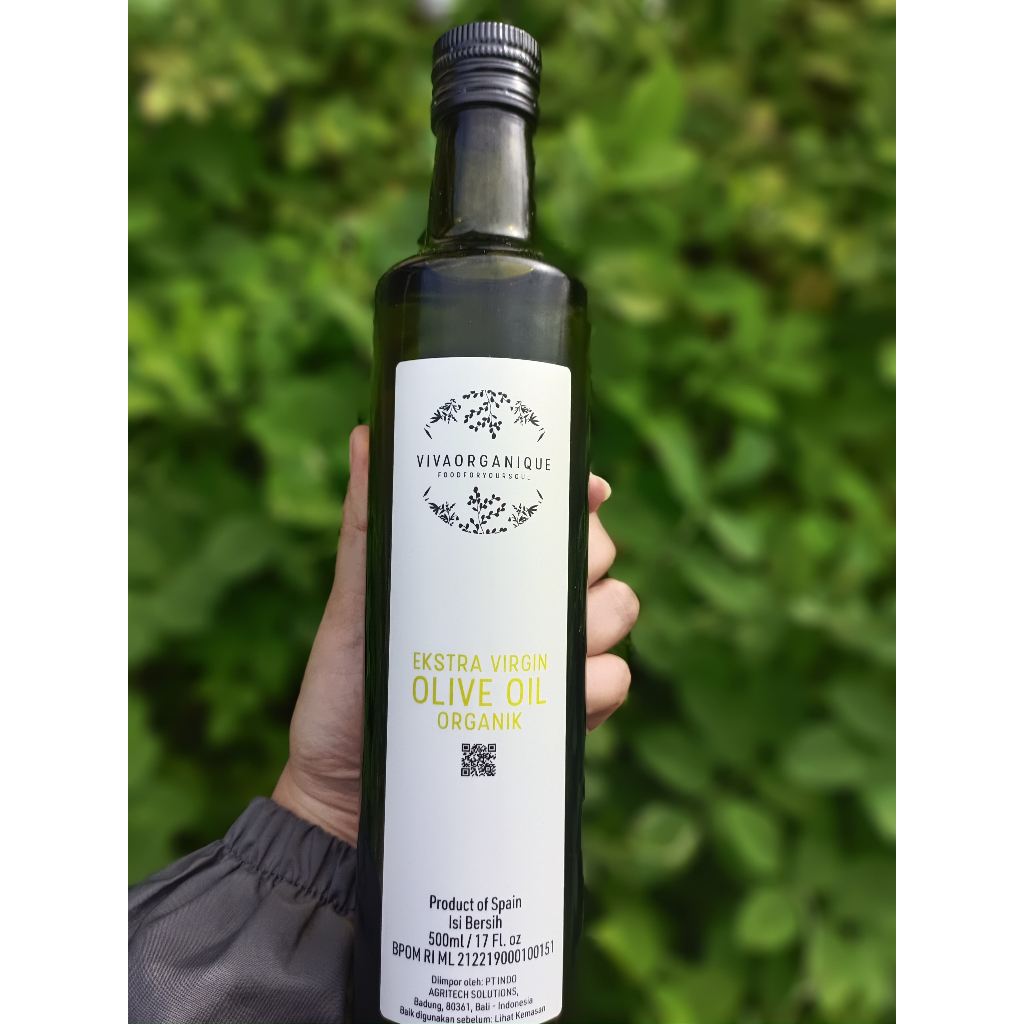 VIVAORGANIQUE
FOODFORYOURSOUL
EKSTRA VIRGIN
OLIVE OIL
ORGANIK
Product of Spain
Isi Bersih
500ml / 17 Fl. oz
BPOM RI ML 212219000100151
Diimpor oleh: PT INDO
AGRITECH SOLUTIONS,
Badung, 80361, Bali - Indonesia
Baik digunakan sebelum: Lihat Kemasan